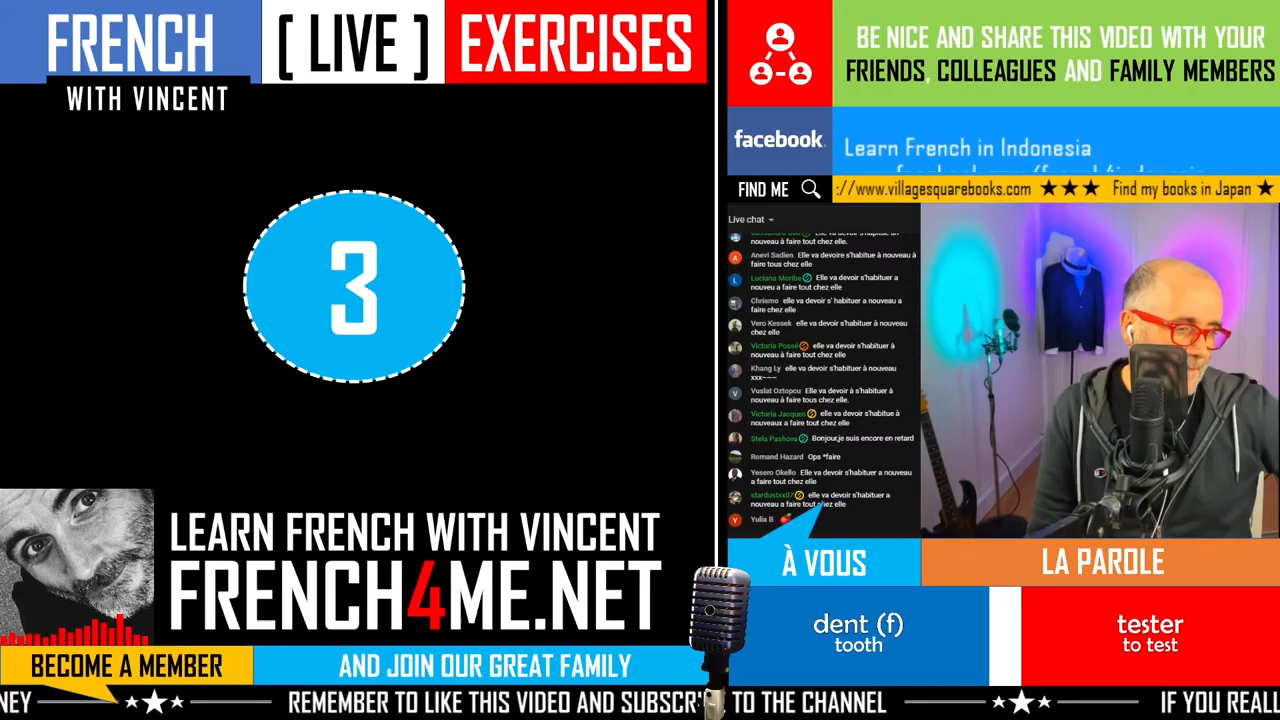 FRENCH
WITH VINCENT
[ LIVE ]
EXERCISES
3
LEARN FRENCH WITH VINCENT
FRENCH4ME.NET
BECOME A MEMBER
AND JOIN OUR GREAT FAMILY
BE NICE AND SHARE THIS VIDEO WITH YOUR
FRIENDS, COLLEAGUES AND FAMILY MEMBERS
facebook.
Learn French in Indonesia
FIND ME
://www.villagesquarebooks.com ★★★ Find my books in Japan ★
Live chat
nouveau à faire tout chez elle.
Anevi Sadien Elle va devoire s'habitue à nouveau à
faire tous chez elle
Luciana Moribe Elle va devoir s'habituer a
nouveu a faire tout chez elle
Chrismo elle va devoir s' habituer a nouveau a
faire chez elle
Vero Kessek elle va devoir s'habituer à nouveau
chez elle
Victoria Possé elle va devoir s'habituer à
nouveau à faire tout chez elle
Khang Ly elle va devoir s'habituer à nouveau
xxx~~~
Vuslat Oztopcu Elle va devoir à s'habituer à
nouveau à faire tous chez elle.
Victoria Jacques elle va devoir s'habitue à
nouveaux a faire tout chez elle
Stela Pashova Bonjour,je suis encore en retard
Romand Hazard Ops *faire
Yesero Okello Elle va devoir s'habituer a nouveau
a faire tout chez elle
stardustxx07 elle va devoir s'habituer a
nouveau a faire tout chez elle
Yulia B
À VOUS
LA PAROLE
dent (f)
tooth
tester
to test
NEY ★ REMEMBER TO LIKE THIS VIDEO AND SUBSCR TO THE CHANNEL ★ IF YOU REALL